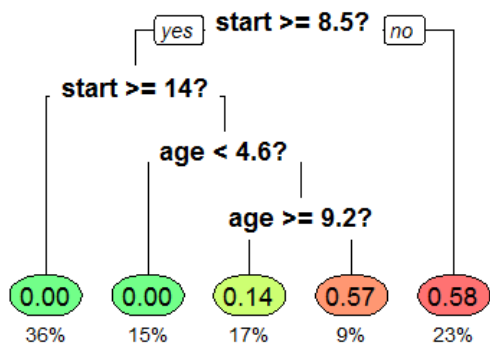 yes start >= 8.5? no
start >= 14?
age < 4.6?
age >= 9.2?
0.00 0.00 0.14 0.57 0.58
36% 15% 17% 9% 23%